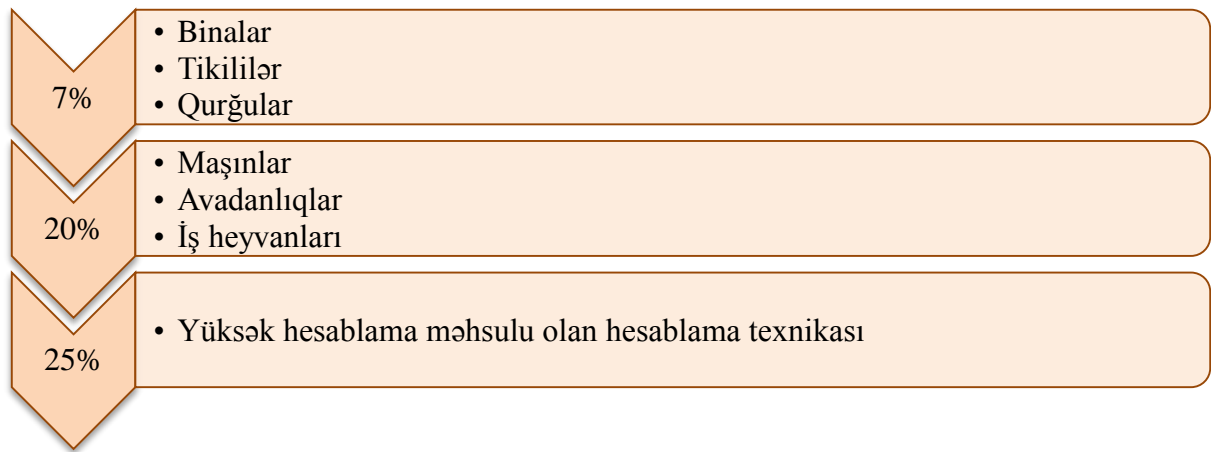 7%
• Binalar
• Tikililər
• Qurğular
20%
• Maşınlar
• Avadanlıqlar
• İş heyvanları
25%
• Yüksək hesablama məhsulu olan hesablama texnikası